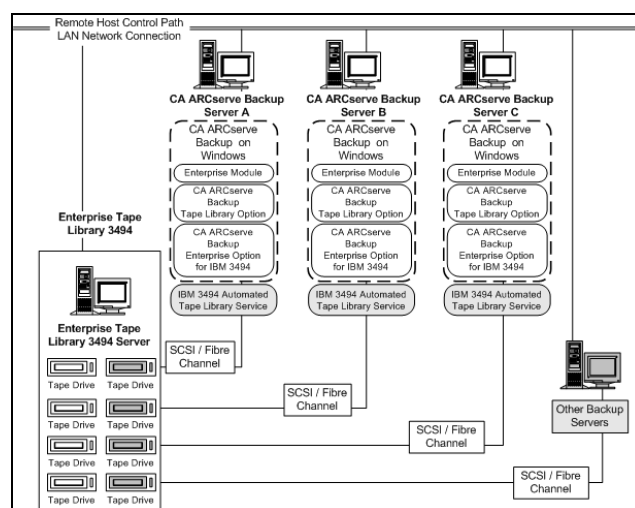 Remote Host Control Path
LAN Network Connection
CA ARCserve Backup
Server A
CA ARCserve
Backup on
Windows
Enterprise Module
CA ARCserve
Backup
Tape Library Option
CA ARCserve
Backup
Enterprise Option
for IBM 3494
IBM 3494 Automated
Tape Library Service
CA ARCserve Backup
Server B
CA ARCserve
Backup on
Windows
Enterprise Module
CA ARCserve
Backup
Tape Library Option
CA ARCserve
Backup
Enterprise Option
for IBM 3494
IBM 3494 Automated
Tape Library Service
CA ARCserve Backup
Server C
CA ARCserve
Backup on
Windows
Enterprise Module
CA ARCserve
Backup
Tape Library Option
CA ARCserve
Backup
Enterprise Option
for IBM 3494
IBM 3494 Automated
Tape Library Service
Enterprise Tape
Library 3494
Enterprise Tape
Library 3494 Server
Tape Drive
Tape Drive
Tape Drive
Tape Drive
Tape Drive
Tape Drive
Tape Drive
Tape Drive
SCSI / Fibre
Channel
SCSI / Fibre
Channel
SCSI / Fibre
Channel
SCSI / Fibre
Channel
Other Backup
Servers